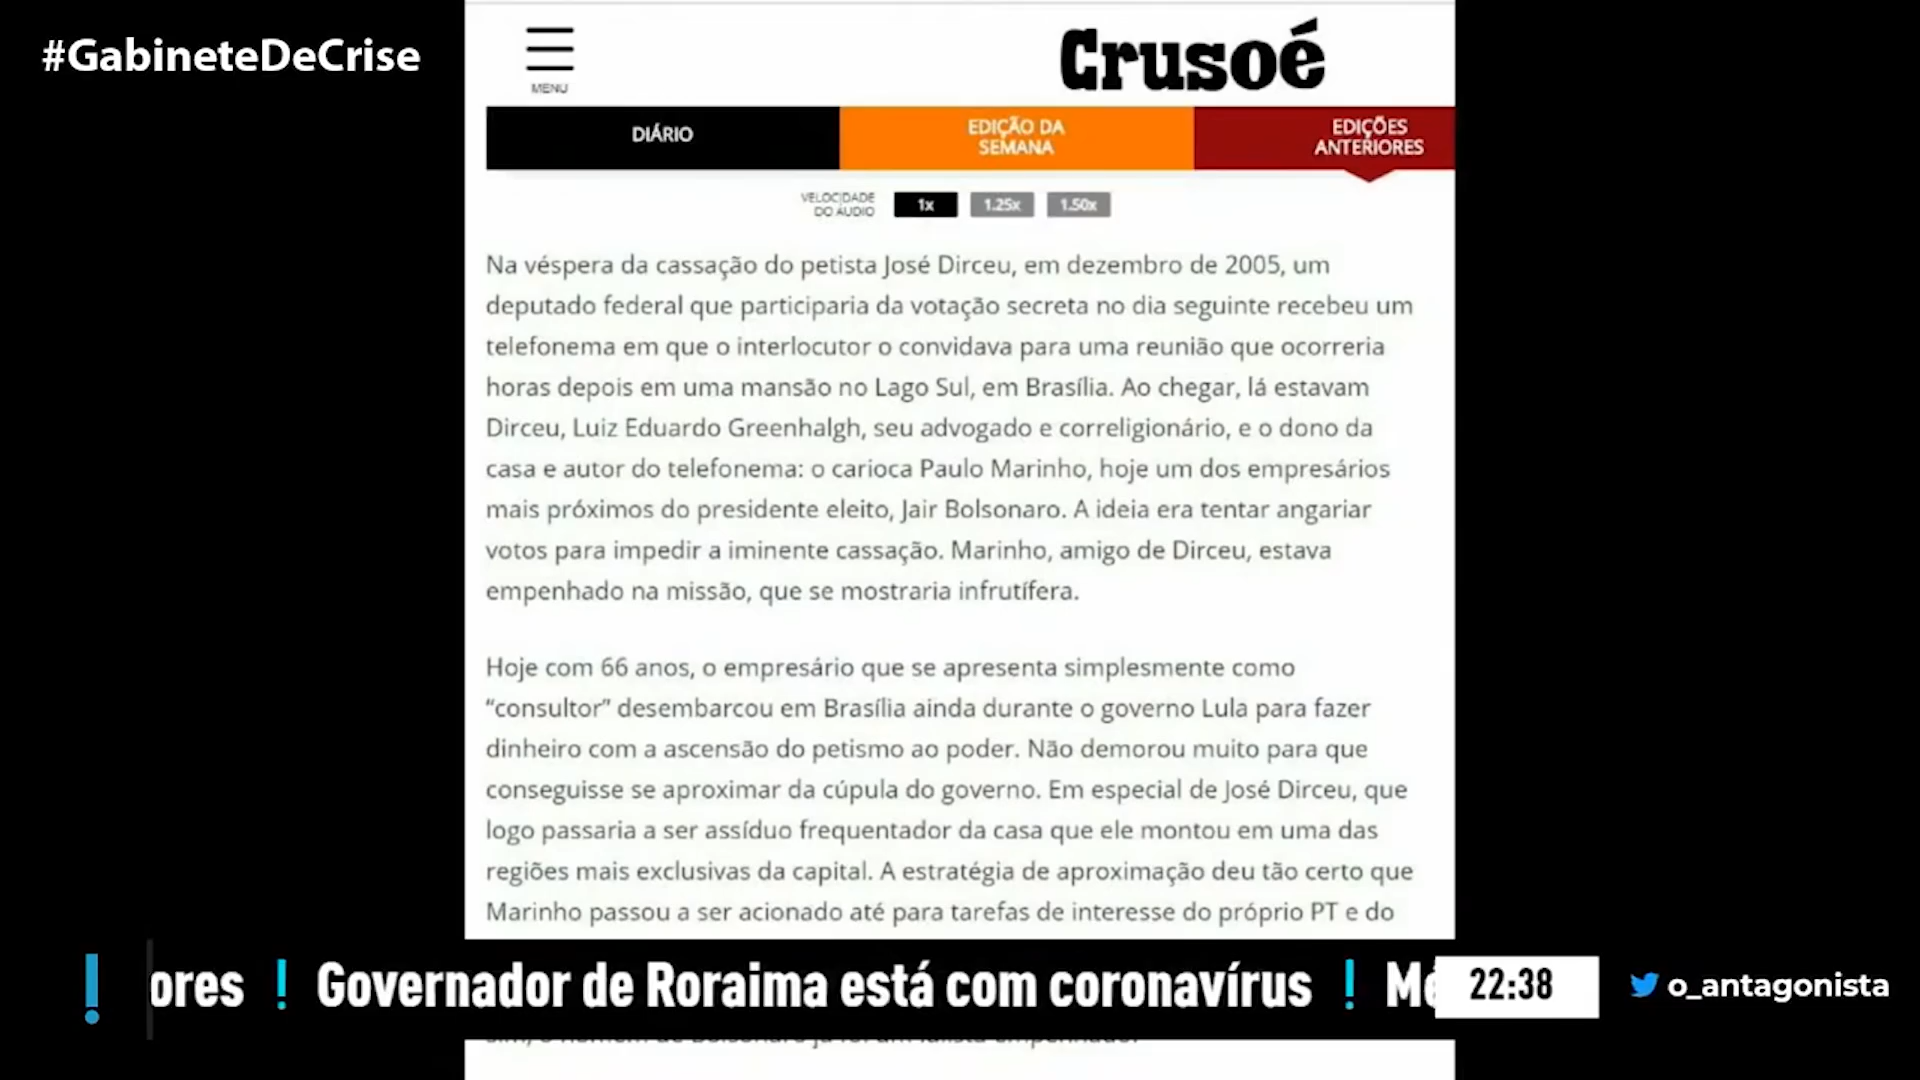 #GabineteDeCrise
MENU
Crusoé
DIÁRIO
EDIÇÃO DA
SEMANA
EDIÇÕES
ANTERIORES
VELOCIDADE
DO ÁUDIO
1x
1.25x
1.50x
Na véspera da cassação do petista José Dirceu, em dezembro de 2005, um
deputado federal que participaria da votação secreta no dia seguinte recebeu um
telefonema em que o interlocutor o convidava para uma reunião que ocorreria
horas depois em uma mansão no Lago Sul, em Brasília. Ao chegar, lá estavam
Dirceu, Luiz Eduardo Greenhalgh, seu advogado e correligionário, e o dono da
casa e autor do telefonema: o carioca Paulo Marinho, hoje um dos empresários
mais próximos do presidente eleito, Jair Bolsonaro. A ideia era tentar angariar
votos para impedir a iminente cassação. Marinho, amigo de Dirceu, estava
empenhado na missão, que se mostraria infrutífera.
Hoje com 66 anos, o empresário que se apresenta simplesmente como
“consultor” desembarcou em Brasília ainda durante o governo Lula para fazer
dinheiro com a ascensão do petismo ao poder. Não demorou muito para que
conseguisse se aproximar da cúpula do governo. Em especial de José Dirceu, que
logo passaria a ser assíduo frequentador da casa que ele montou em uma das
regiões mais exclusivas da capital. A estratégia de aproximação deu tão certo que
Marinho passou a ser acionado até para tarefas de interesse do próprio PT e do
! ores ! Governador de Roraima está com coronavírus ! Mé
22:38
o_antagonista